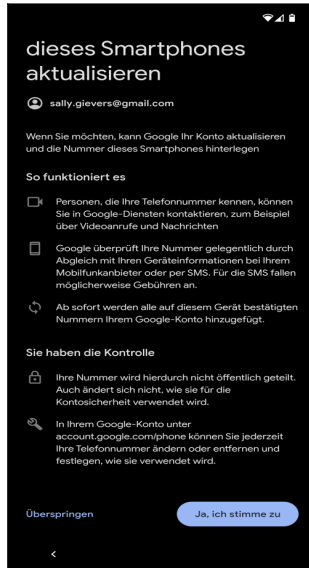 dieses Smartphones
aktualisieren
sally.gievers@gmail.com
Wenn Sie möchten, kann Google Ihr Konto aktualisieren
und die Nummer dieses Smartphones hinterlegen
So funktioniert es
Personen, die Ihre Telefonnummer kennen, können
Sie in Google-Diensten kontaktieren, zum Beispiel
über Videoanrufe und Nachrichten
Google überprüft Ihre Nummer gelegentlich durch
Abgleich mit Ihren Geräteinformationen bei Ihrem
Mobilfunkanbieter oder per SMS. Für die SMS fallen
möglicherweise Gebühren an.
Ab sofort werden alle auf diesem Gerät bestätigten
Nummern Ihrem Google-Konto hinzugefügt.
Sie haben die Kontrolle
Ihre Nummer wird hierdurch nicht öffentlich geteilt.
Auch ändert sich nicht, wie sie für die
Kontosicherheit verwendet wird.
In Ihrem Google-Konto unter
account.google.com/phone können Sie jederzeit
Ihre Telefonnummer ändern oder entfernen und
festlegen, wie sie verwendet wird.
Überspringen
Ja, ich stimme zu